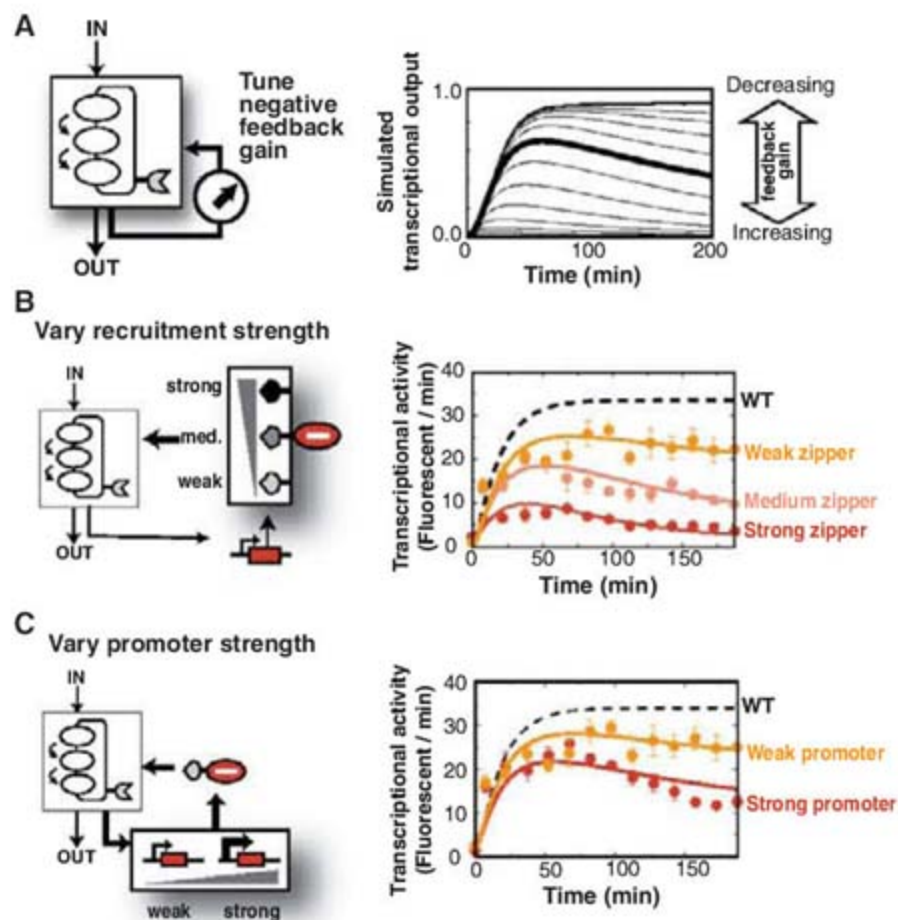 A
IN
Tune
negative
feedback
gain
OUT
Simulated
transcriptional output
1.0
0.0
0
100
200
Time (min)
Decreasing
feedback
gain
Increasing
B
Vary recruitment strength
IN
strong
med.
weak
OUT
Transcriptional activity
(Fluorescent / min)
40
30
20
10
0
0
50
100
150
Time (min)
WT
Weak zipper
Medium zipper
Strong zipper
C
Vary promoter strength
IN
OUT
weak strong
Transcriptional activity
(Fluorescent / min)
40
30
20
10
0
0
50
100
150
Time (min)
WT
Weak promoter
Strong promoter